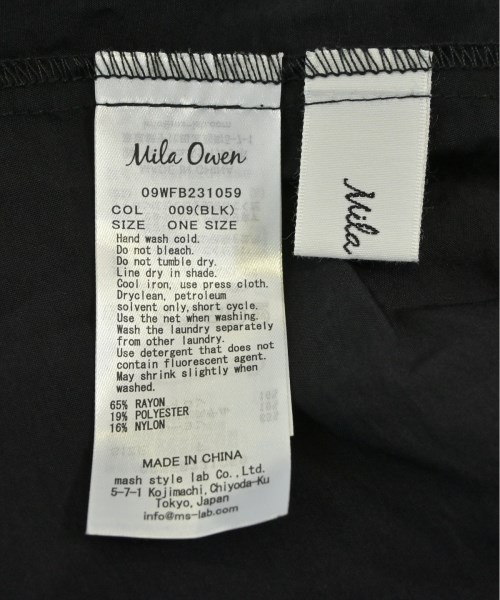 Mila Owen
09WFB231059
COL 009(BLK)
SIZE ONE SIZE
Hand wash cold.
Do not bleach.
Do not tumble dry.
Line dry in shade.
Cool iron, use press cloth.
Dryclean, petroleum
solvent only,short cycle.
Use the net when washing.
Wash the laundry separately
from other laundry.
Use detergent that does not
contain fluorescent agent.
May shrink slightly when
washed.
65% RAYON
19% POLYESTER
16% NYLON
MADE IN CHINA
mash style lab Co.,Ltd.
5-7-1 Kojimachi,Chiyoda-Ku
Tokyo,Japan
info@ms-lab.com
Mila